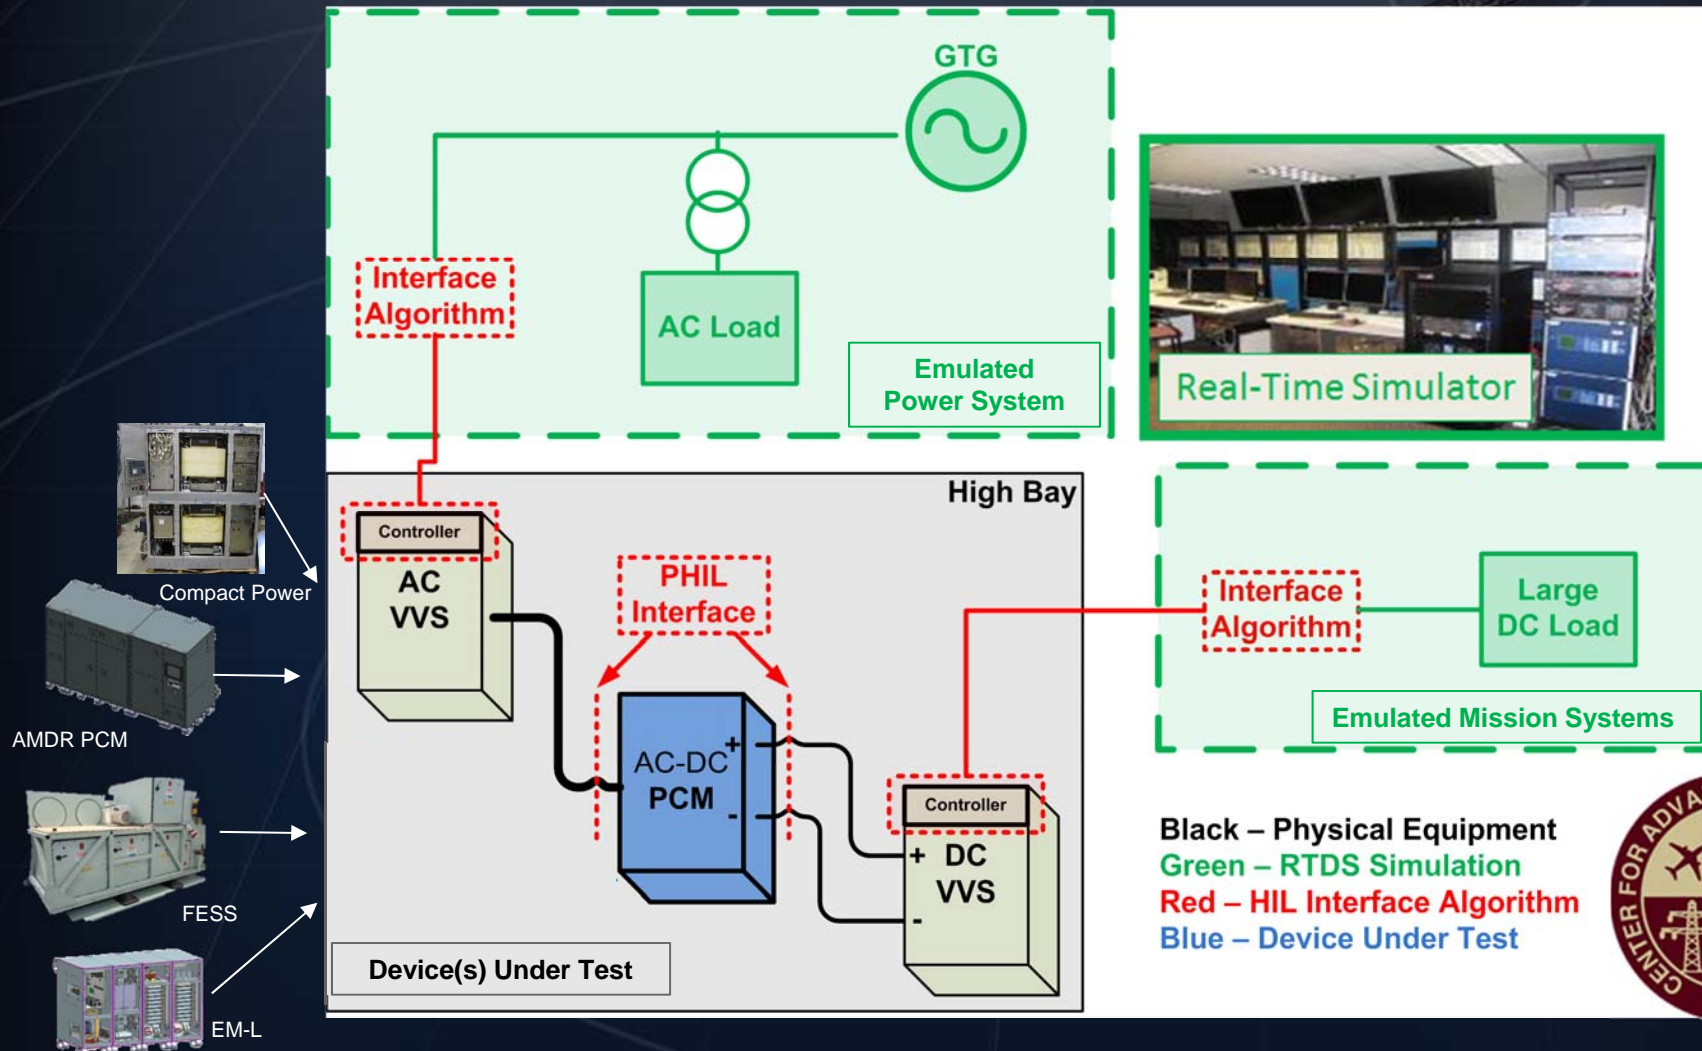 GTG
Interface
Algorithm
AC Load
Emulated
Power System
Real-Time Simulator
High Bay
Controller
AC
VVS
PHIL
Interface
AC-DC
PCM
+
-
Controller
+ DC
VVS
-
Device(s) Under Test
Interface
Algorithm
Large
DC Load
Emulated Mission Systems
Compact Power
AMDR PCM
FESS
EM-L
Black – Physical Equipment
Green – RTDS Simulation
Red – HIL Interface Algorithm
Blue – Device Under Test
CENTER FOR